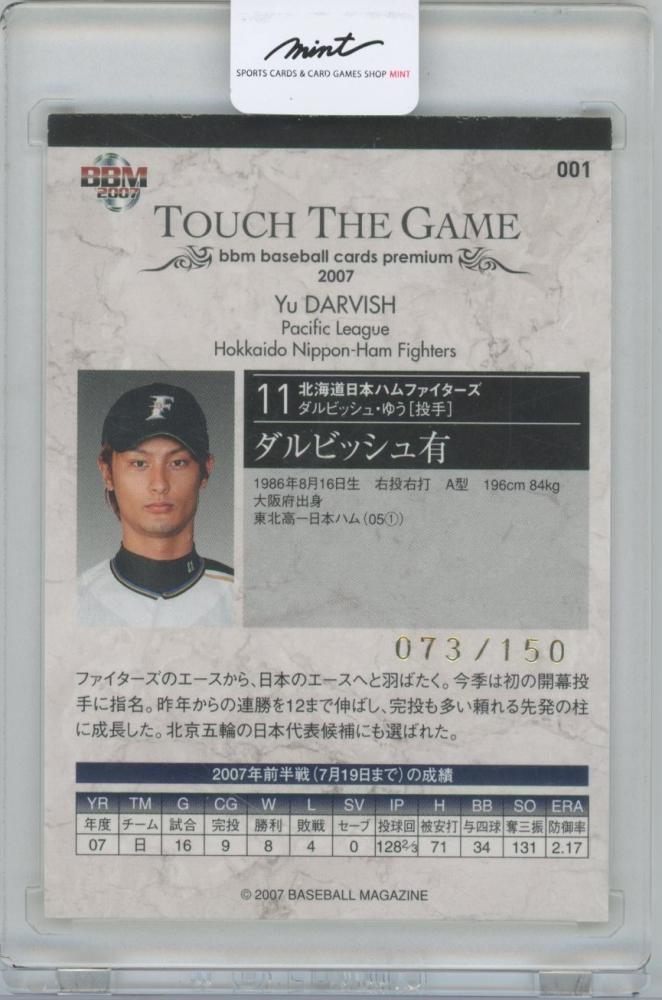 mint
SPORTS CARDS & CARD GAMES SHOP MINT
BBM
2007
001
TOUCH THE GAME
bbm baseball cards premium
2007
Yu DARVISH
Pacific League
Hokkaido Nippon-Ham Fighters
F
11 北海道日本ハムファイターズ
ダルビッシュ・ゆう[投手]
ダルビッシュ有
1986年8月16日生 右投右打 A型 196cm 84kg
大阪府出身
東北高ー日本ハム(05①)
073/150
ファイターズのエースから、日本のエースへと羽ばたく。今季は初の開幕投
手に指名。昨年からの連勝を12まで伸ばし、完投も多い頼れる先発の柱
に成長した。北京五輪の日本代表候補にも選ばれた。
2007年前半戦(7月19日まで)の成績
YR TM G CG W L SV IP H BB SO ERA
年度 チーム 試合 完投 勝利 敗戦 セーブ 投球回 被安打 与四球 奪三振 防御率
07 日 16 9 8 4 0 128⅔ 71 34 131 2.17
© 2007 BASEBALL MAGAZINE